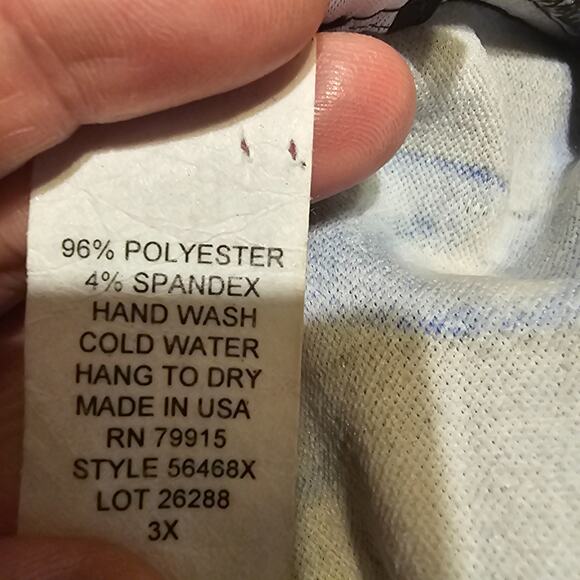 96% POLYESTER
4% SPANDEX
HAND WASH
COLD WATER
HANG TO DRY
MADE IN USA
RN 79915
STYLE 56468X
LOT 26288
3X